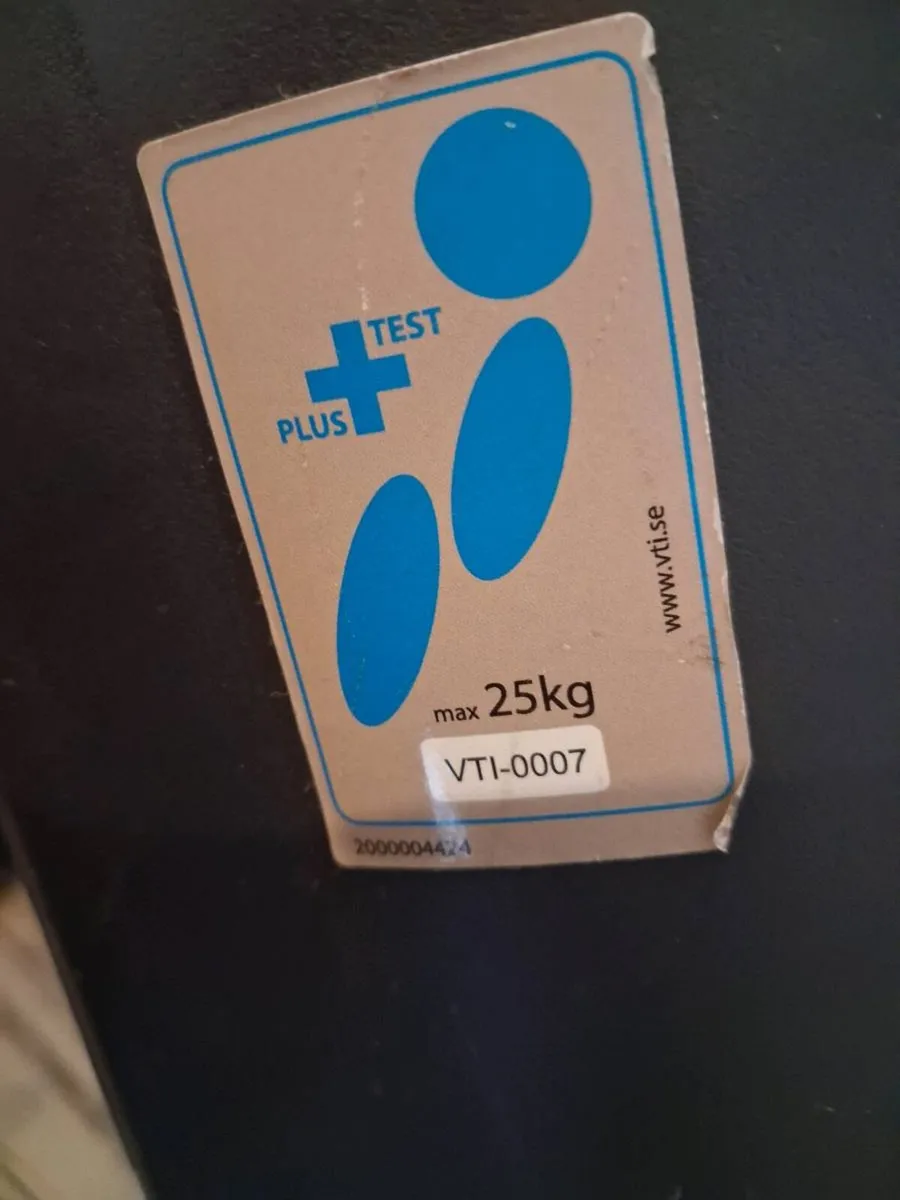 TEST
PLUS
www.vti.se
max 25kg
VTI-0007
2000004424